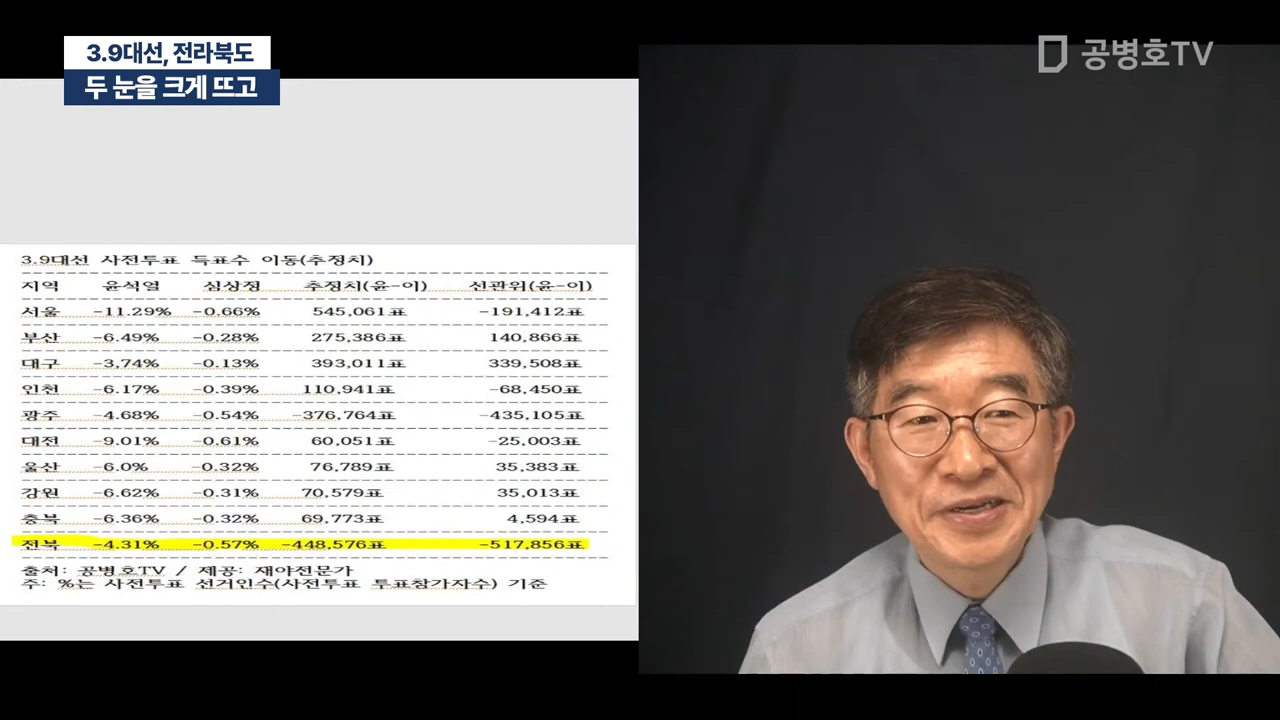 3.9대선, 전라북도
두 눈을 크게 뜨고
공병호TV
3.9대선 사전투표 득표수 이동(추정치)
지역 윤석열 심상정 추정치(윤-이) 선관위(윤-이)
서울 -11.29% -0.66% 545,061표 -191,412표
부산 -6.49% -0.28% 275,386표 140,866표
대구 -3,74% -0.13% 393,011표 339,508표
인천 -6.17% -0.39% 110,941표 -68,450표
광주 -4.68% -0.54% -376,764표 -435,105표
대전 -9.01% -0.61% 60,051표 -25,003표
울산 -6.0% -0.32% 76,789표 35,383표
강원 -6.62% -0.31% 70,579표 35,013표
충북 -6.36% -0.32% 69,773표 4,594표
전북 -4.31% -0.57% -448,576표 -517,856표
출처: 공병호TV / 제공: 재야전문가
주: %는 사전투표 선거인수(사전투표 투표참가자수) 기준